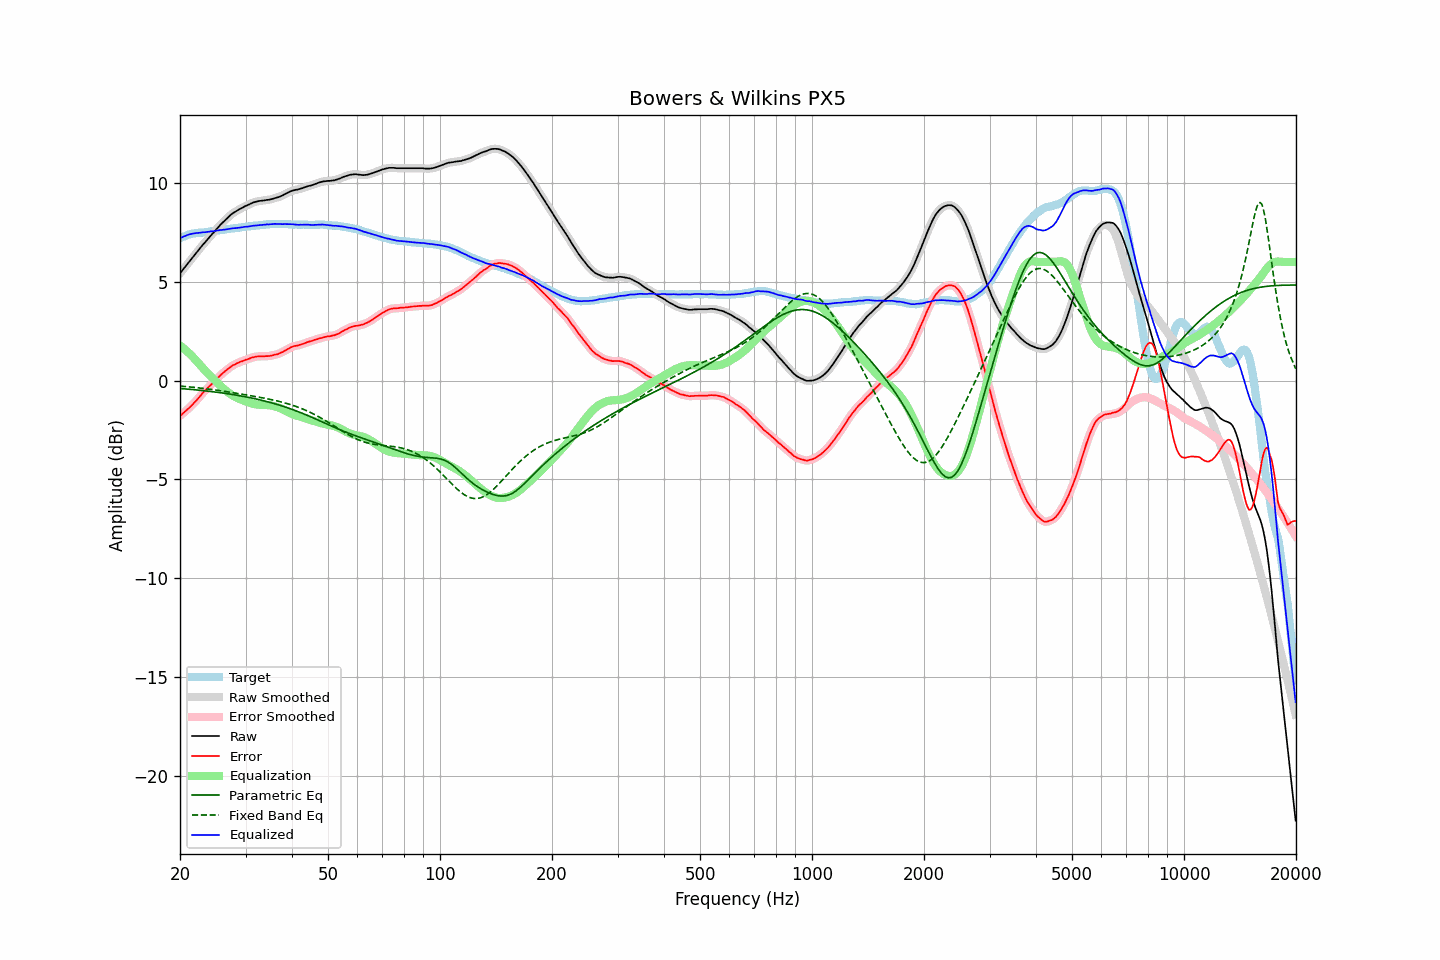 Bowers & Wilkins PX5
Amplitude (dBr)
10
5
0
−5
−10
−15
−20
Target
Raw Smoothed
Error Smoothed
Raw
Error
Equalization
Parametric Eq
Fixed Band Eq
Equalized
20 50 100 200 500 1000 2000 5000 10000 20000
Frequency (Hz)